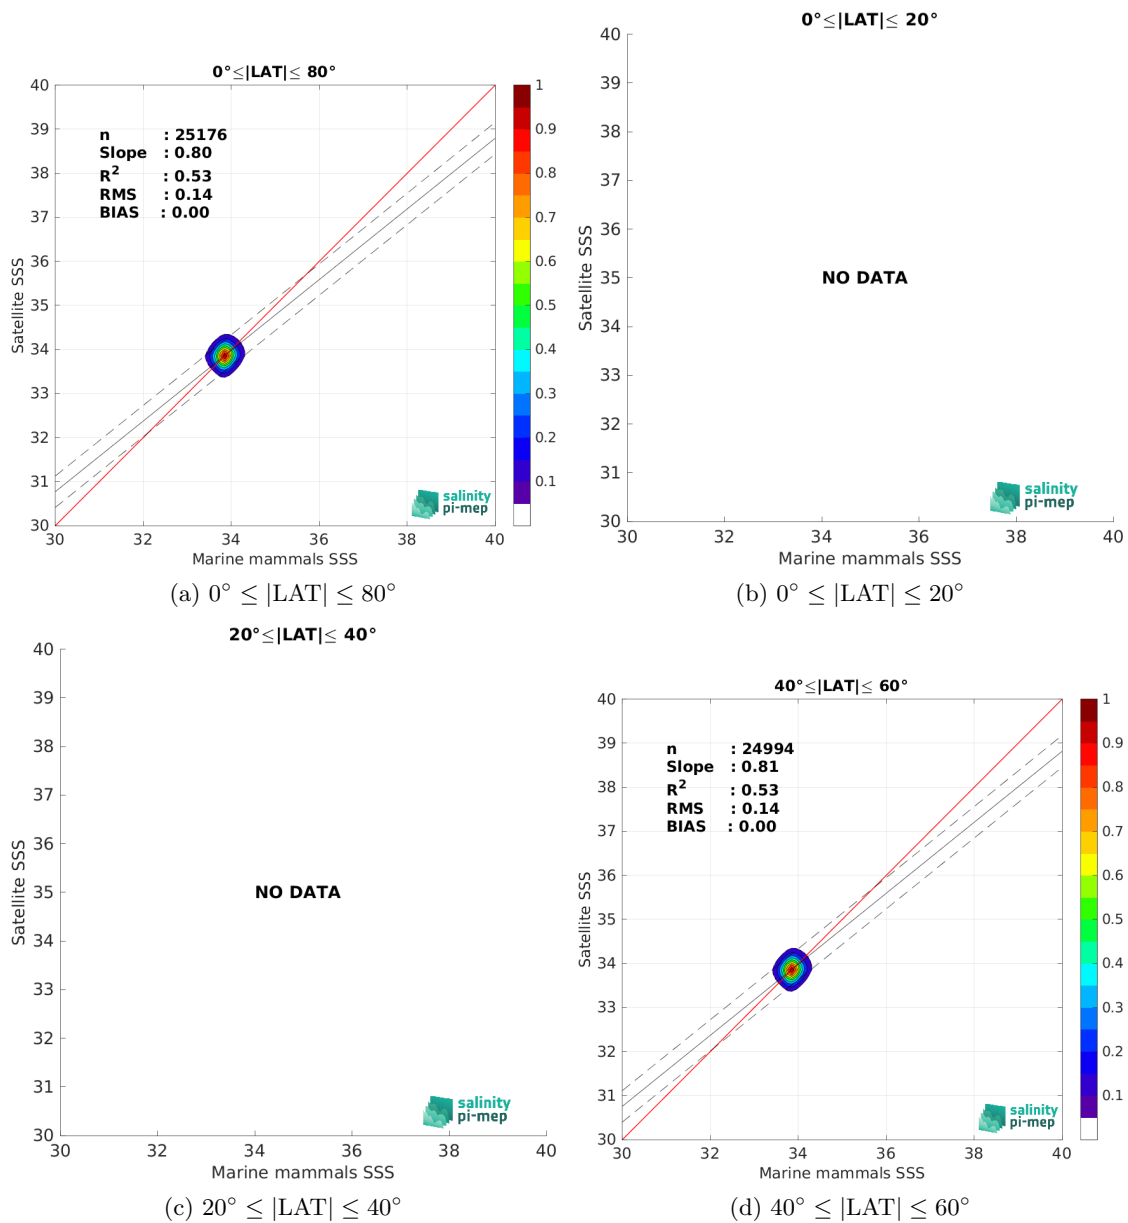 0°≤|LAT|≤ 80°
n : 25176
Slope : 0.80
R² : 0.53
RMS : 0.14
BIAS : 0.00
40
39
38
37
36
35
34
33
32
31
30
30 32 34 36 38 40
Satellite SSS
Marine mammals SSS
1
0.9
0.8
0.7
0.6
0.5
0.4
0.3
0.2
0.1
salinity
pi-mep
(a) 0° ≤ |LAT| ≤ 80°
0°≤|LAT|≤ 20°
40
39
38
37
36
35
34
33
32
31
30
30 32 34 36 38 40
Satellite SSS
NO DATA
Marine mammals SSS
salinity
pi-mep
(b) 0° ≤ |LAT| ≤ 20°
20°≤|LAT|≤ 40°
40
39
38
37
36
35
34
33
32
31
30
30 32 34 36 38 40
Satellite SSS
NO DATA
Marine mammals SSS
salinity
pi-mep
(c) 20° ≤ |LAT| ≤ 40°
40°≤|LAT|≤ 60°
n : 24994
Slope : 0.81
R² : 0.53
RMS : 0.14
BIAS : 0.00
40
39
38
37
36
35
34
33
32
31
30
30 32 34 36 38 40
Satellite SSS
Marine mammals SSS
1
0.9
0.8
0.7
0.6
0.5
0.4
0.3
0.2
0.1
salinity
pi-mep
(d) 40° ≤ |LAT| ≤ 60°